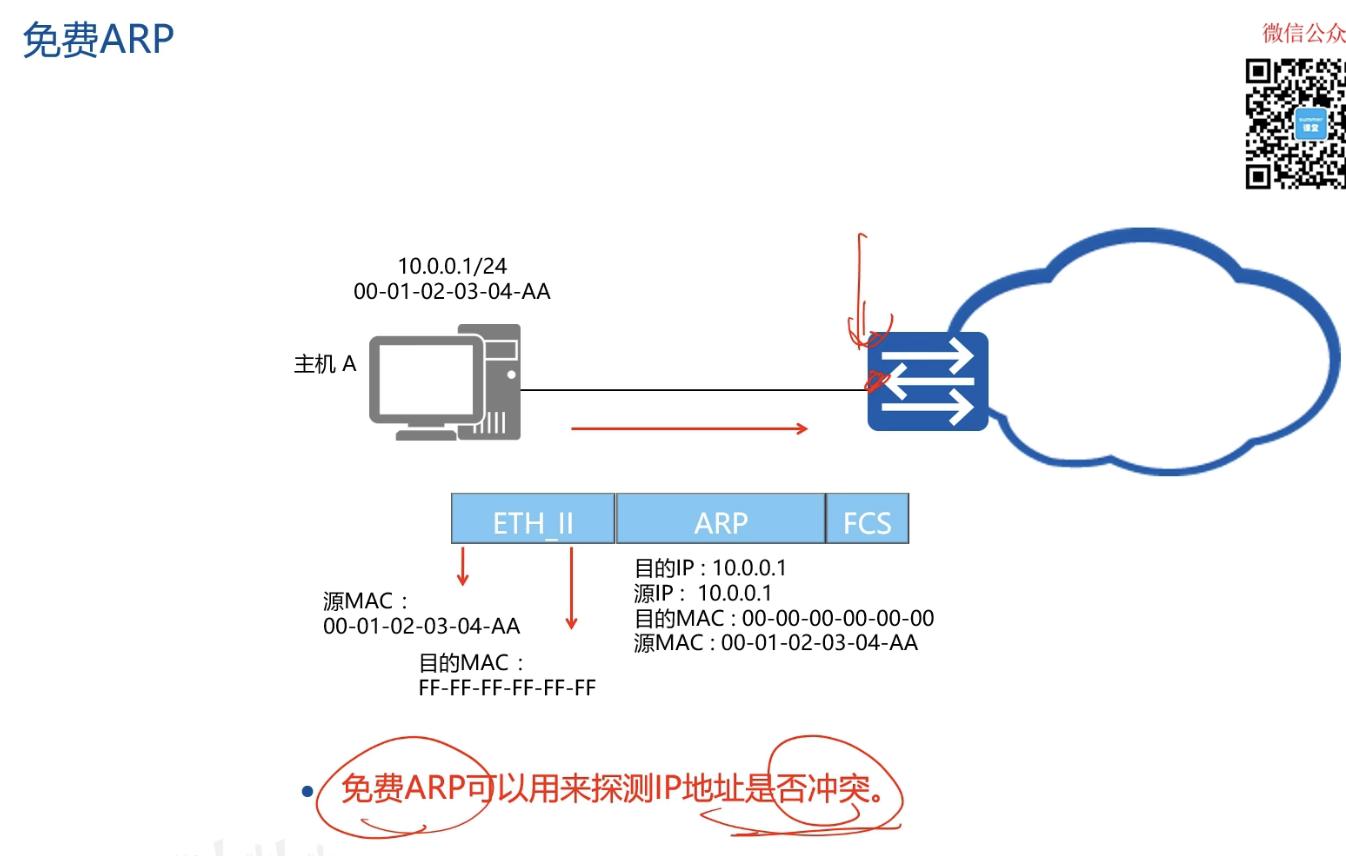 免费ARP
微信公众
summer
课堂
10.0.0.1/24
00-01-02-03-04-AA
主机 A
ETH_II
ARP
FCS
目的IP : 10.0.0.1
源IP : 10.0.0.1
目的MAC : 00-00-00-00-00-00
源MAC : 00-01-02-03-04-AA
源MAC :
00-01-02-03-04-AA
目的MAC :
FF-FF-FF-FF-FF-FF
• 免费ARP可以用来探测IP地址是否冲突。